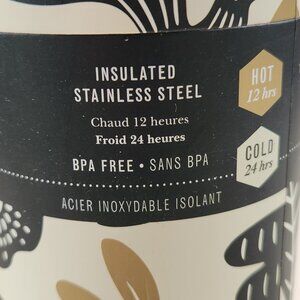 INSULATED
STAINLESS STEEL
Chaud 12 heures
Froid 24 heures
BPA FREE • SANS BPA
ACIER INOXYDABLE ISOLANT
HOT
12 hrs
COLD
24 hrs